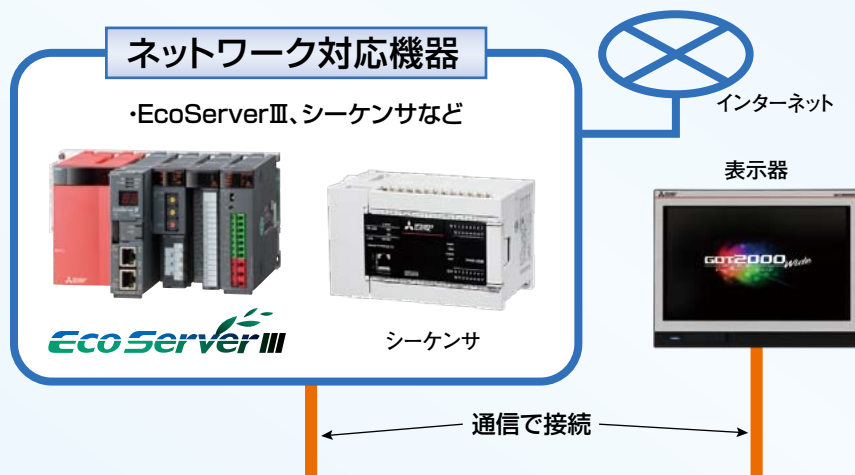 ネットワーク対応機器
・EcoServerⅢ、シーケンサなど
インターネット
表示器
GOT2000 Wide
EcoServerⅢ
シーケンサ
通信で接続